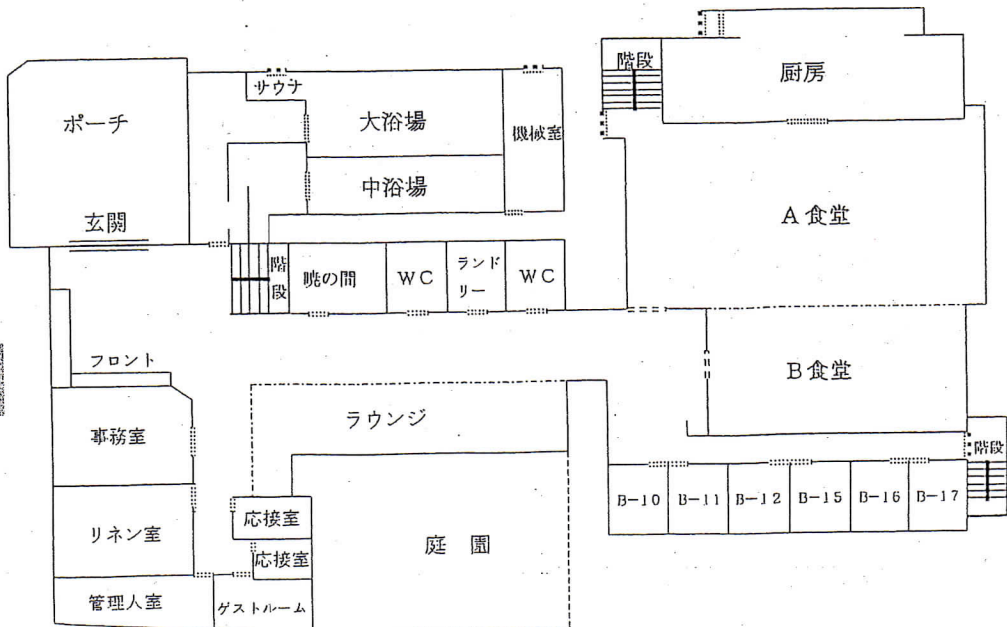 階段
厨房
サウナ
ポーチ
大浴場
機械室
中浴場
A食堂
玄関
階段
暁の間
WC
ランドリー
WC
フロント
B食堂
ラウンジ
事務室
階段
B-10
B-11
B-12
B-15
B-16
B-17
応接室
リネン室
庭園
応接室
管理人室
ゲストルーム